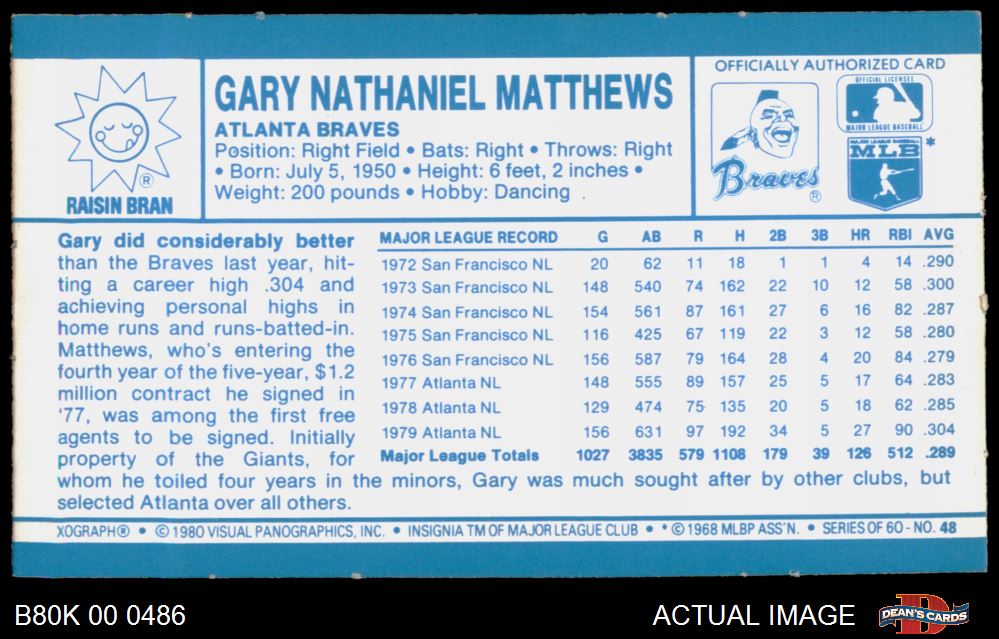 RAISIN BRAN
®
GARY NATHANIEL MATTHEWS
ATLANTA BRAVES
Position: Right Field • Bats: Right • Throws: Right
• Born: July 5, 1950 • Height: 6 feet, 2 inches •
Weight: 200 pounds • Hobby: Dancing
OFFICIALLY AUTHORIZED CARD
Braves ®
OFFICIAL LICENSEE
MAJOR LEAGUE BASEBALL
MAJOR LEAGUE BASEBALL
MLB *
Gary did considerably better
than the Braves last year, hit-
ting a career high .304 and
achieving personal highs in
home runs and runs-batted-in.
Matthews, who's entering the
fourth year of the five-year, $1.2
million contract he signed in
'77, was among the first free
agents to be signed. Initially
property of the Giants, for
whom he toiled four years in the minors, Gary was much sought after by other clubs, but
selected Atlanta over all others.
MAJOR LEAGUE RECORD G AB R H 2B 3B HR RBI AVG
1972 San Francisco NL 20 62 11 18 1 1 4 14 .290
1973 San Francisco NL 148 540 74 162 22 10 12 58 .300
1974 San Francisco NL 154 561 87 161 27 6 16 82 .287
1975 San Francisco NL 116 425 67 119 22 3 12 58 .280
1976 San Francisco NL 156 587 79 164 28 4 20 84 .279
1977 Atlanta NL 148 555 89 157 25 5 17 64 .283
1978 Atlanta NL 129 474 75 135 20 5 18 62 .285
1979 Atlanta NL 156 631 97 192 34 5 27 90 .304
Major League Totals 1027 3835 579 1108 179 39 126 512 .289
XOGRAPH® • © 1980 VISUAL PANOGRAPHICS, INC. • INSIGNIA TM OF MAJOR LEAGUE CLUB • * © 1968 MLBP ASS'N. • SERIES OF 60 - NO. 48
B80K 00 0486
ACTUAL IMAGE
D
DEAN'S CARDS